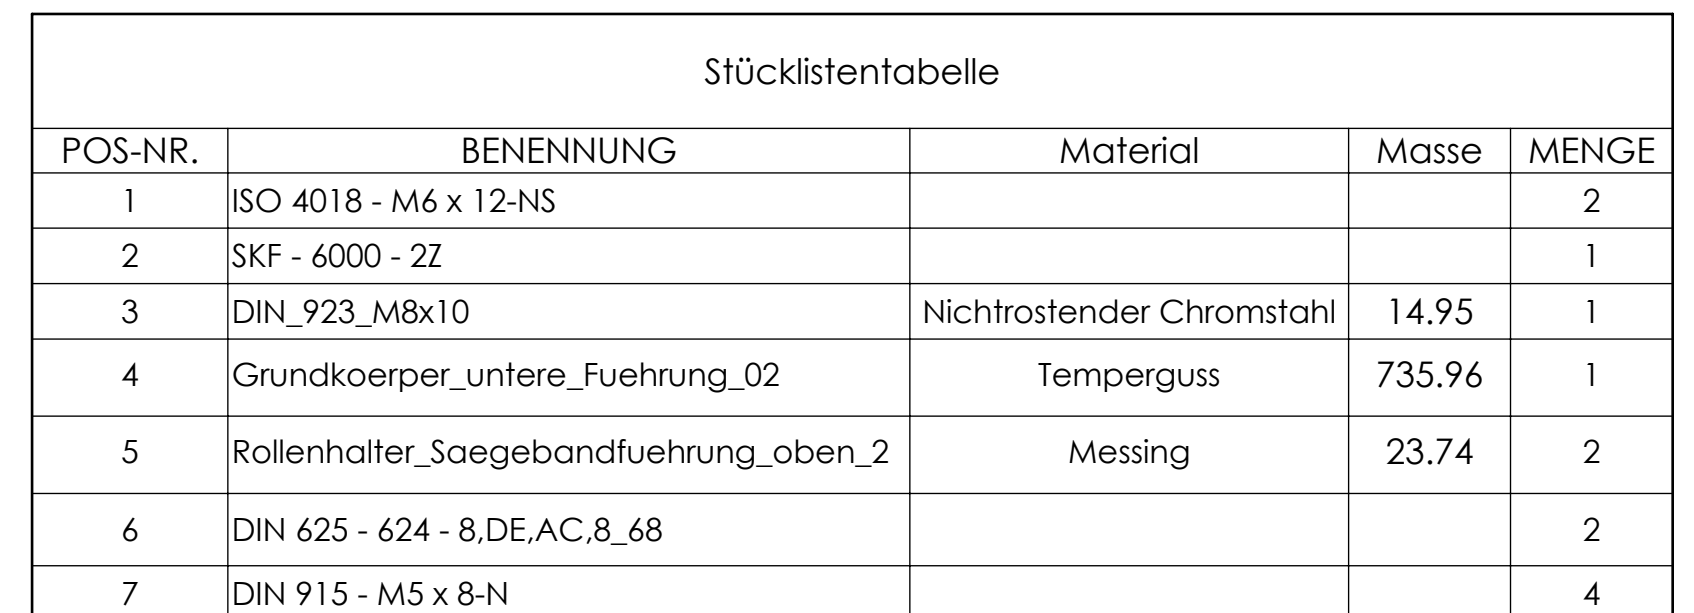 Stücklistentabelle
POS-NR. BENENNUNG Material Masse MENGE
1 ISO 4018 - M6 x 12-NS 2
2 SKF - 6000 - 2Z 1
3 DIN_923_M8x10 Nichtrostender Chromstahl 14.95 1
4 Grundkoerper_untere_Fuehrung_02 Temperguss 735.96 1
5 Rollenhalter_Saegebandfuehrung_oben_2 Messing 23.74 2
6 DIN 625 - 624 - 8,DE,AC,8_68 2
7 DIN 915 - M5 x 8-N 4